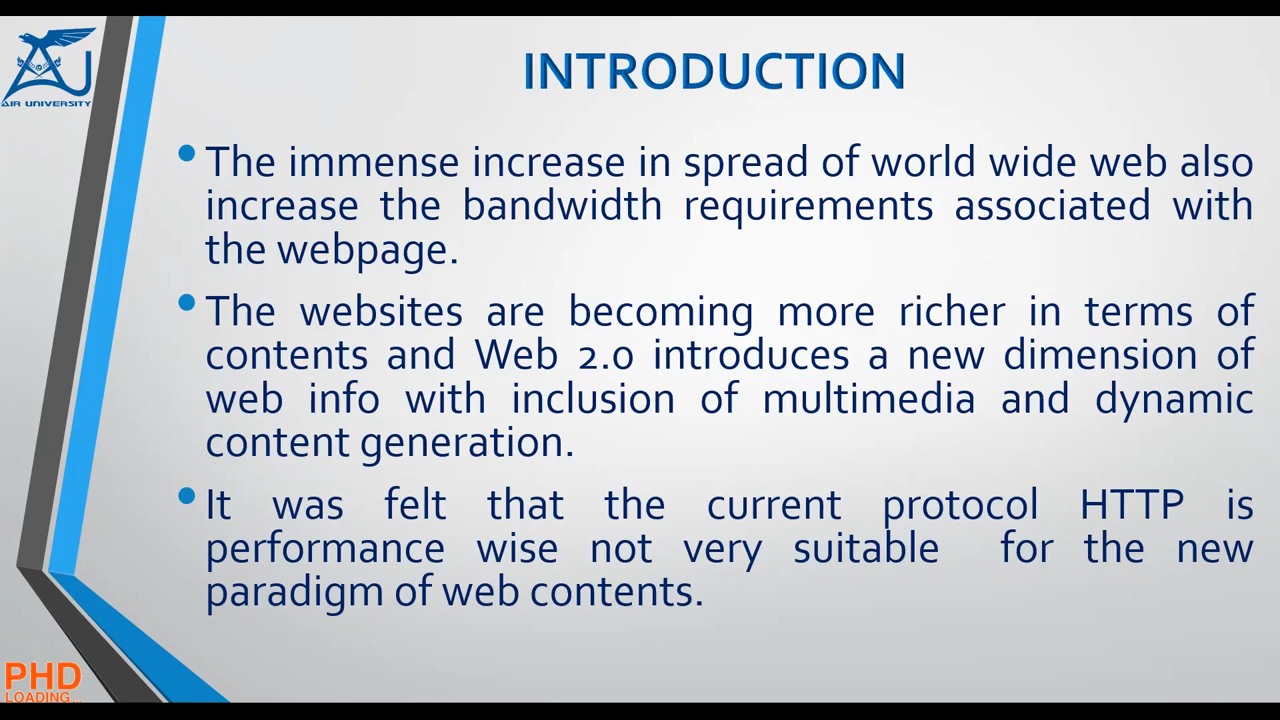 AIR UNIVERSITY
INTRODUCTION
• The immense increase in spread of world wide web also
increase the bandwidth requirements associated with
the webpage.
• The websites are becoming more richer in terms of
contents and Web 2.0 introduces a new dimension of
web info with inclusion of multimedia and dynamic
content generation.
• It was felt that the current protocol HTTP is
performance wise not very suitable for the new
paradigm of web contents.
PHD
LOADING...